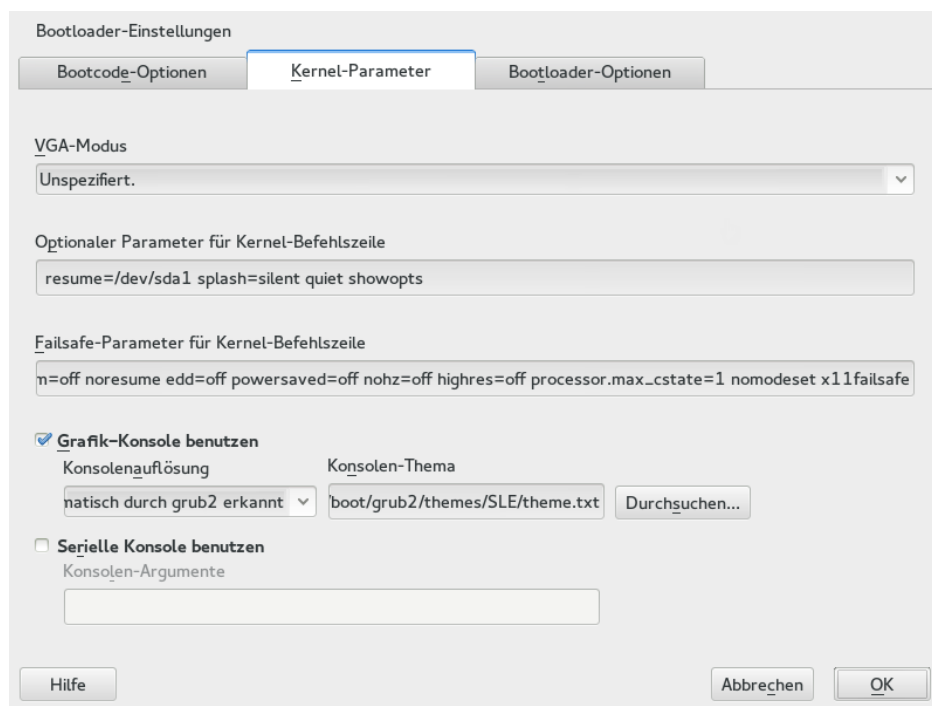 Bootloader-Einstellungen
Bootcode-Optionen Kernel-Parameter Bootloader-Optionen
VGA-Modus
Unspezifiert.
Optionaler Parameter für Kernel-Befehlszeile
resume=/dev/sda1 splash=silent quiet showopts
Failsafe-Parameter für Kernel-Befehlszeile
m=off noresume edd=off powersaved=off nohz=off highres=off processor.max_cstate=1 nomodeset x11failsafe
Grafik-Konsole benutzen
Konsolenauflösung Konsolen-Thema
matisch durch grub2 erkannt /boot/grub2/themes/SLE/theme.txt Durchsuchen...
Serielle Konsole benutzen
Konsolen-Argumente
Hilfe Abbrechen OK